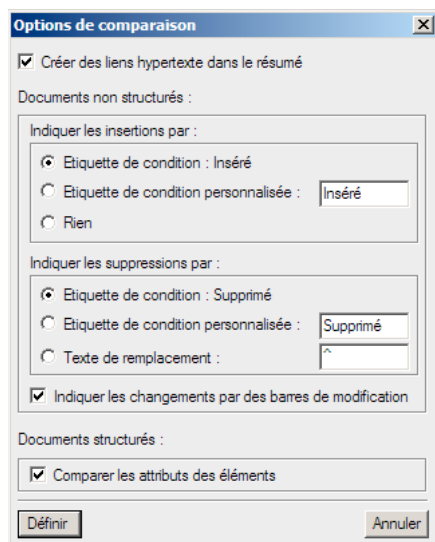 Options de comparaison
Créer des liens hypertexte dans le résumé
Documents non structurés :
Indiquer les insertions par :
Etiquette de condition : Inséré
Etiquette de condition personnalisée : Inséré
Rien
Indiquer les suppressions par :
Etiquette de condition : Supprimé
Etiquette de condition personnalisée : Supprimé
Texte de remplacement : ^
Indiquer les changements par des barres de modification
Documents structurés :
Comparer les attributs des éléments
Définir Annuler